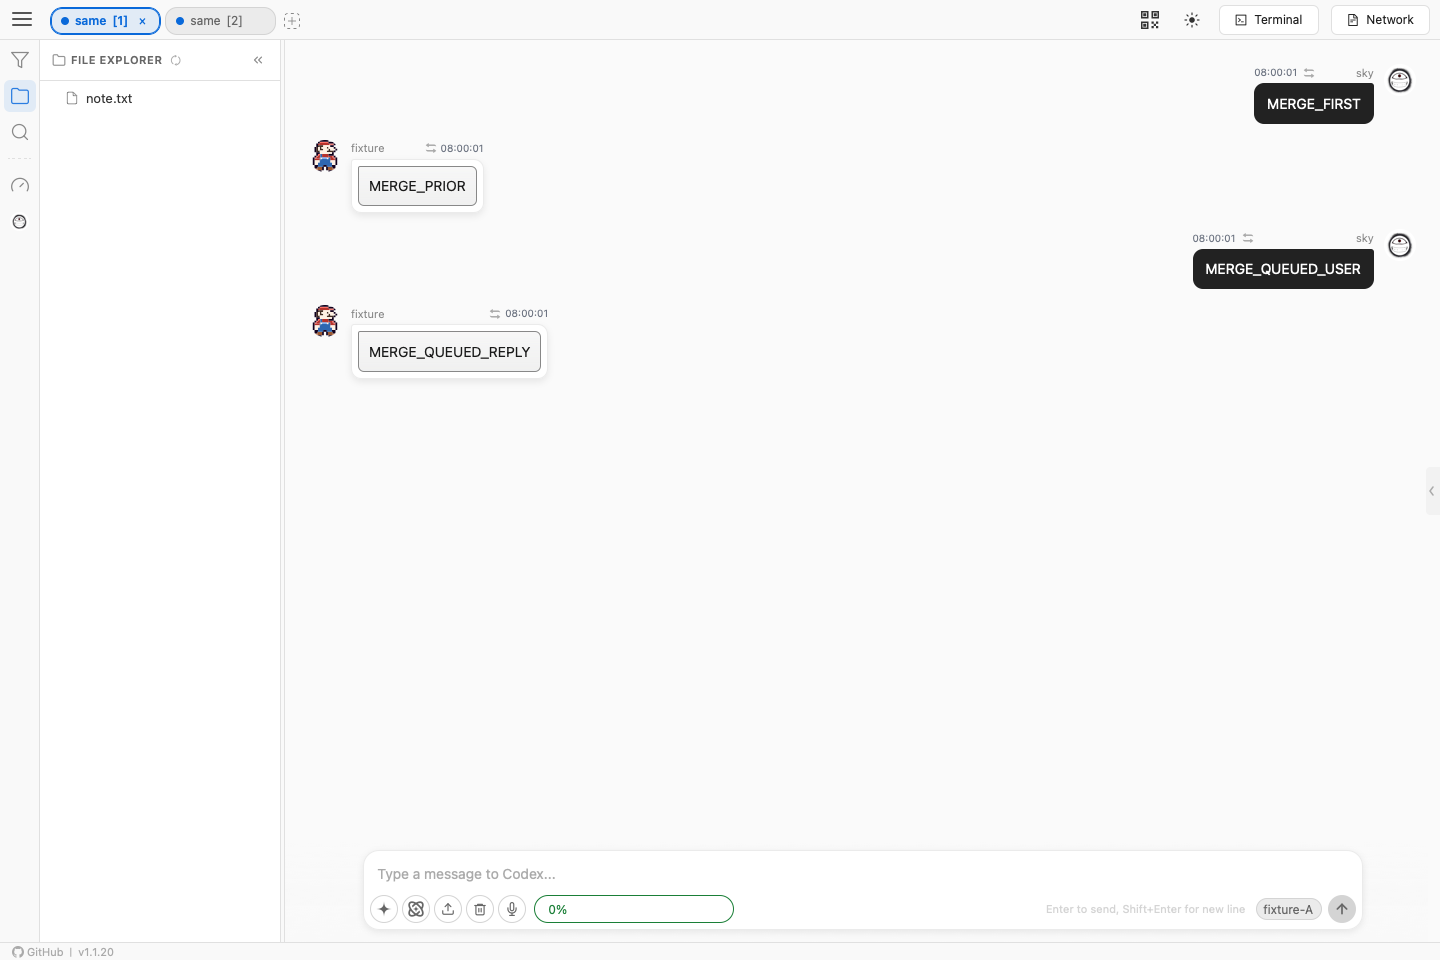 same [1] ×
same [2]
Terminal
Network
FILE EXPLORER
note.txt
08:00:01 sky
MERGE_FIRST
fixture 08:00:01
MERGE_PRIOR
08:00:01 sky
MERGE_QUEUED_USER
fixture 08:00:01
MERGE_QUEUED_REPLY
Type a message to Codex...
0%
Enter to send, Shift+Enter for new line
fixture-A
GitHub | v1.1.20